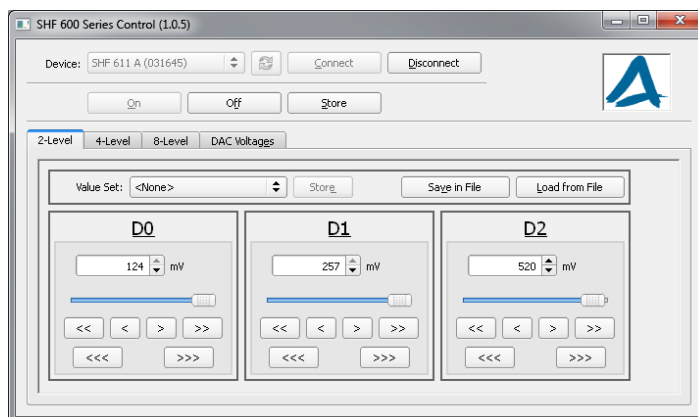 SHF 600 Series Control (1.0.5)
Device: SHF 611 A (031645) Connect Disconnect
On Off Store
2-Level 4-Level 8-Level DAC Voltages
Value Set: <None> Store Save in File Load from File
D0 D1 D2
124 mV 257 mV 520 mV
<< < > >> << < > >> << < > >>
<<< >>> <<< >>> <<< >>>